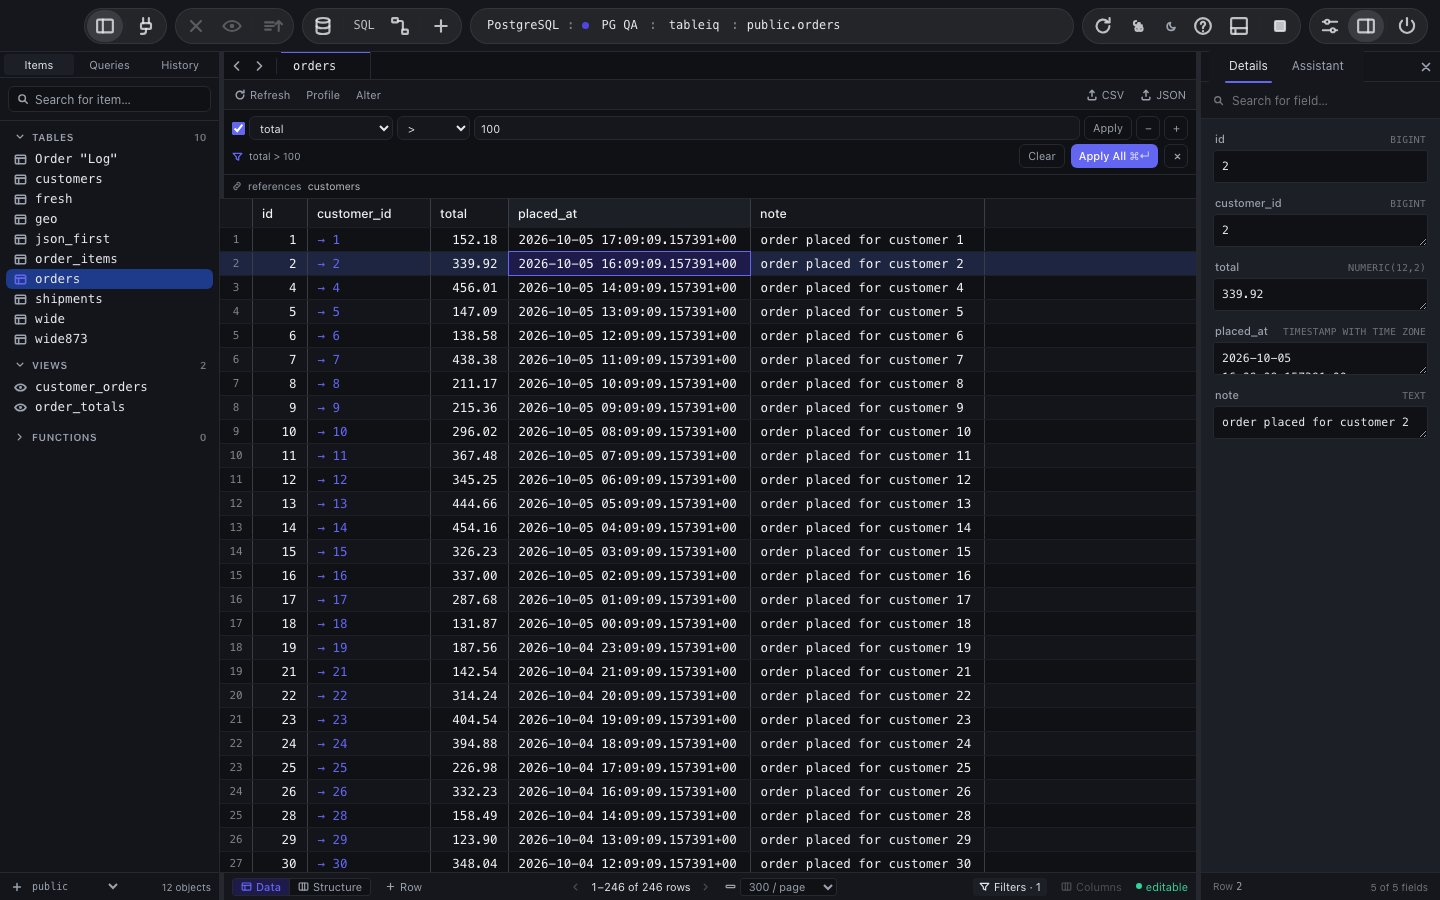 SQL PostgreSQL : PG QA : tableiq : public.orders
Items Queries History
Search for item...
TABLES 10
Order "Log"
customers
fresh
geo
json_first
order_items
orders
shipments
wide
wide873
VIEWS 2
customer_orders
order_totals
FUNCTIONS 0
+ public 12 objects
orders
Refresh Profile Alter CSV JSON
total > 100 Apply − +
total > 100 Clear Apply All ⌘↵ ×
references customers
id customer_id total placed_at note
1 1 → 1 152.18 2026-10-05 17:09:09.157391+00 order placed for customer 1
2 2 → 2 339.92 2026-10-05 16:09:09.157391+00 order placed for customer 2
3 4 → 4 456.01 2026-10-05 14:09:09.157391+00 order placed for customer 4
4 5 → 5 147.09 2026-10-05 13:09:09.157391+00 order placed for customer 5
5 6 → 6 138.58 2026-10-05 12:09:09.157391+00 order placed for customer 6
6 7 → 7 438.38 2026-10-05 11:09:09.157391+00 order placed for customer 7
7 8 → 8 211.17 2026-10-05 10:09:09.157391+00 order placed for customer 8
8 9 → 9 215.36 2026-10-05 09:09:09.157391+00 order placed for customer 9
9 10 → 10 296.02 2026-10-05 08:09:09.157391+00 order placed for customer 10
10 11 → 11 367.48 2026-10-05 07:09:09.157391+00 order placed for customer 11
11 12 → 12 345.25 2026-10-05 06:09:09.157391+00 order placed for customer 12
12 13 → 13 444.66 2026-10-05 05:09:09.157391+00 order placed for customer 13
13 14 → 14 454.16 2026-10-05 04:09:09.157391+00 order placed for customer 14
14 15 → 15 326.23 2026-10-05 03:09:09.157391+00 order placed for customer 15
15 16 → 16 337.00 2026-10-05 02:09:09.157391+00 order placed for customer 16
16 17 → 17 287.68 2026-10-05 01:09:09.157391+00 order placed for customer 17
17 18 → 18 131.87 2026-10-05 00:09:09.157391+00 order placed for customer 18
18 19 → 19 187.56 2026-10-04 23:09:09.157391+00 order placed for customer 19
19 21 → 21 142.54 2026-10-04 21:09:09.157391+00 order placed for customer 21
20 22 → 22 314.24 2026-10-04 20:09:09.157391+00 order placed for customer 22
21 23 → 23 404.54 2026-10-04 19:09:09.157391+00 order placed for customer 23
22 24 → 24 394.88 2026-10-04 18:09:09.157391+00 order placed for customer 24
23 25 → 25 226.98 2026-10-04 17:09:09.157391+00 order placed for customer 25
24 26 → 26 332.23 2026-10-04 16:09:09.157391+00 order placed for customer 26
25 28 → 28 158.49 2026-10-04 14:09:09.157391+00 order placed for customer 28
26 29 → 29 123.90 2026-10-04 13:09:09.157391+00 order placed for customer 29
27 30 → 30 348.04 2026-10-04 12:09:09.157391+00 order placed for customer 30
Data Structure + Row 1–246 of 246 rows 300 / page Filters · 1 Columns editable
Details Assistant
Search for field...
id BIGINT
2
customer_id BIGINT
2
total NUMERIC(12,2)
339.92
placed_at TIMESTAMP WITH TIME ZONE
2026-10-05
16:09:09.157391+00
note TEXT
order placed for customer 2
Row 2 5 of 5 fields